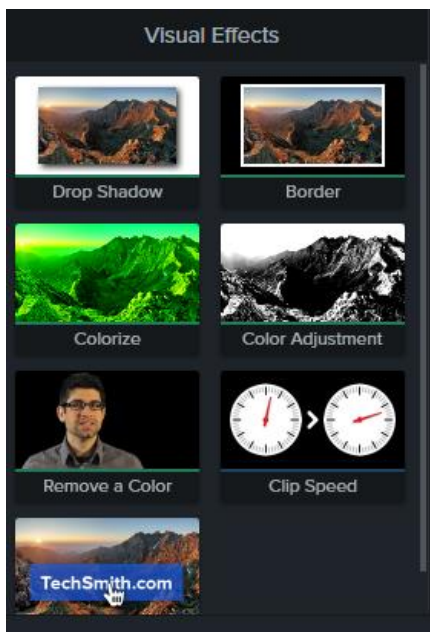 Visual Effects
Drop Shadow
Border
Colorize
Color Adjustment
Remove a Color
Clip Speed
TechSmith.com